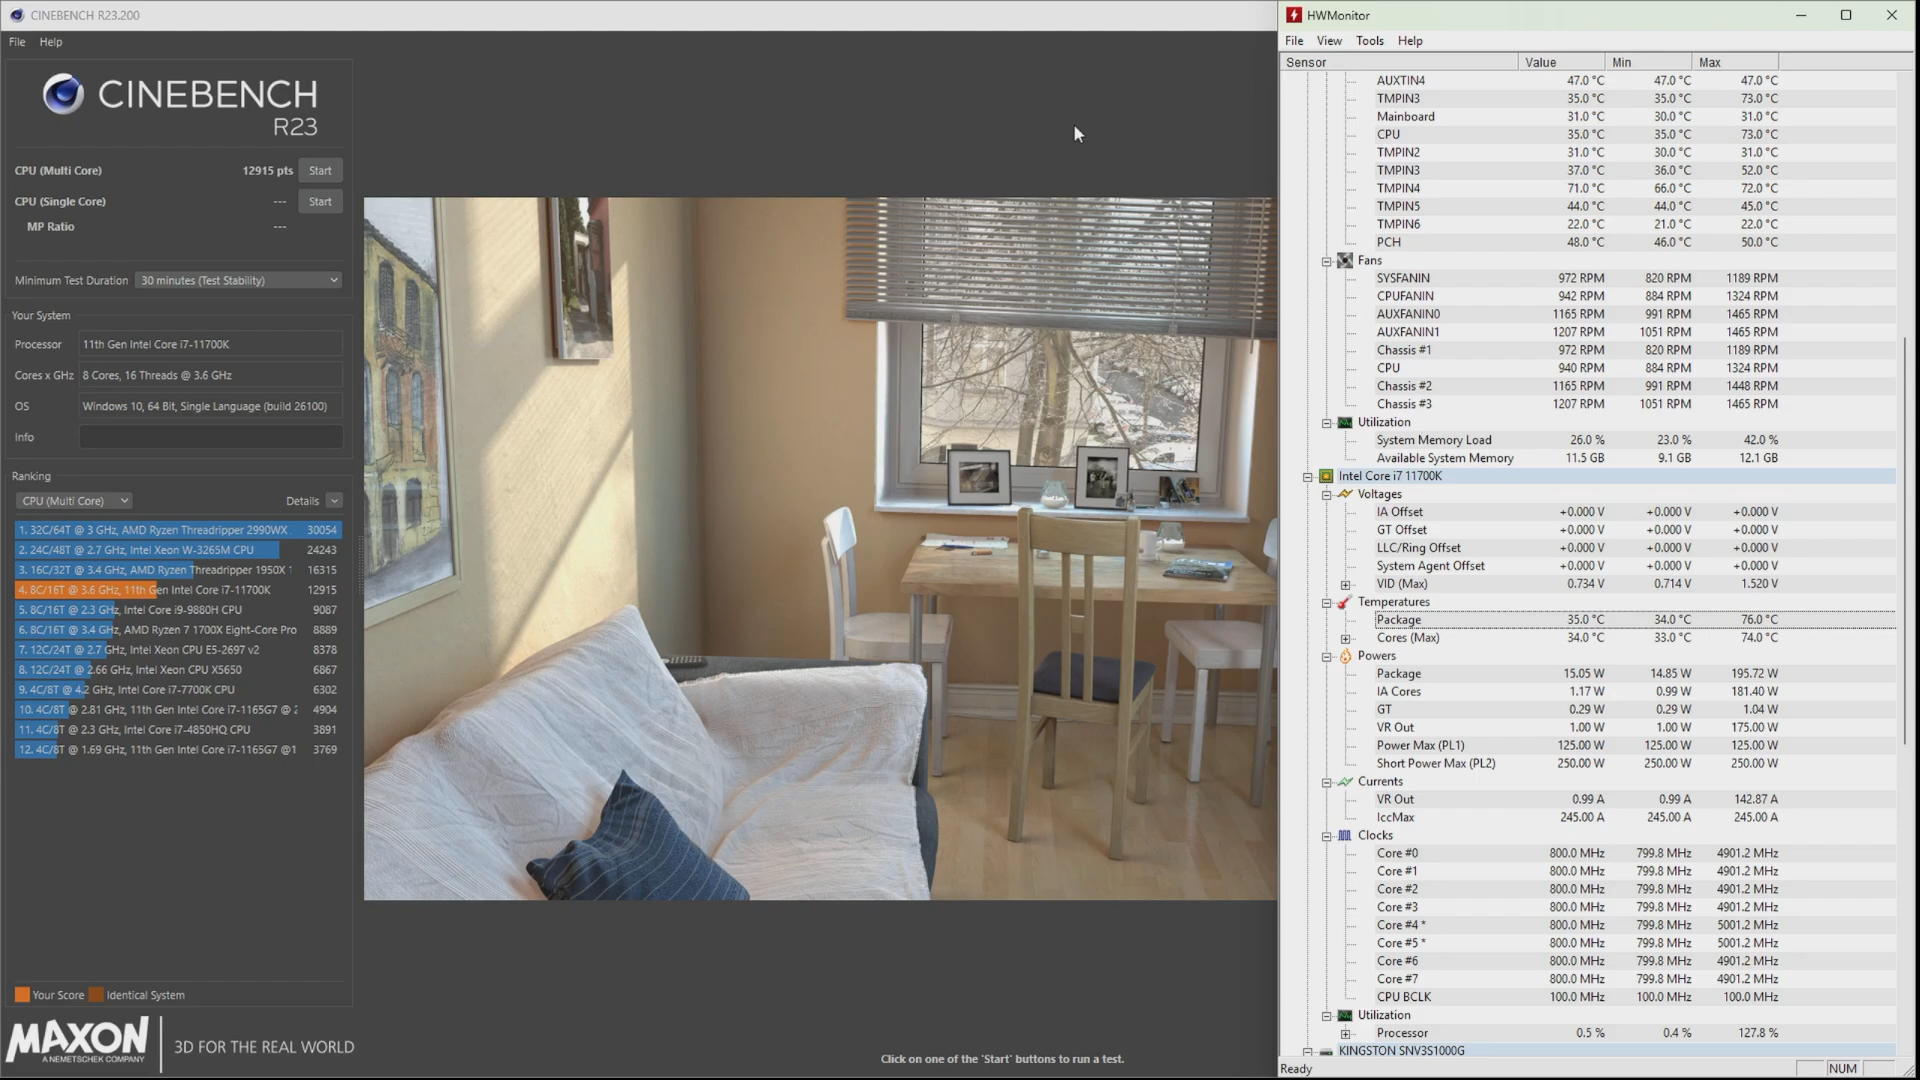 CINEBENCH R23.200
File Help
CINEBENCH
R23
CPU (Multi Core) 12915 pts Start
CPU (Single Core) --- Start
MP Ratio ---
Minimum Test Duration 30 minutes (Test Stability)
Your System
Processor 11th Gen Intel Core i7-11700K
Cores x GHz 8 Cores, 16 Threads @ 3.6 GHz
OS Windows 10, 64 Bit, Single Language (build 26100)
Info
Ranking
CPU (Multi Core) Details
1. 32C/64T @ 3 GHz, AMD Ryzen Threadripper 2990WX 30054
2. 24C/48T @ 2.7 GHz, Intel Xeon W-3265M CPU 24243
3. 16C/32T @ 3.4 GHz, AMD Ryzen Threadripper 1950X 16315
4. 8C/16T @ 3.6 GHz, 11th Gen Intel Core i7-11700K 12915
5. 8C/16T @ 2.3 GHz, Intel Core i9-9880H CPU 9087
6. 8C/16T @ 3.4 GHz, AMD Ryzen 7 1700X Eight-Core Pro 8889
7. 12C/24T @ 2.7 GHz, Intel Xeon CPU E5-2697 v2 8378
8. 12C/24T @ 2.66 GHz, Intel Xeon CPU X5650 6867
9. 4C/8T @ 4.2 GHz, Intel Core i7-7700K CPU 6302
10. 4C/8T @ 2.81 GHz, 11th Gen Intel Core i7-1165G7 @ 2 4904
11. 4C/8T @ 2.3 GHz, Intel Core i7-4850HQ CPU 3891
12. 4C/8T @ 1.69 GHz, 11th Gen Intel Core i7-1165G7 @1 3769
Your Score Identical System
MAXON
A NEMETSCHEK COMPANY
3D FOR THE REAL WORLD
Click on one of the 'Start' buttons to run a test.
HWMonitor
File View Tools Help
Sensor Value Min Max
AUXTIN4 47.0 °C 47.0 °C 47.0 °C
TMPIN3 35.0 °C 35.0 °C 73.0 °C
Mainboard 31.0 °C 30.0 °C 31.0 °C
CPU 35.0 °C 35.0 °C 73.0 °C
TMPIN2 31.0 °C 30.0 °C 31.0 °C
TMPIN3 37.0 °C 36.0 °C 52.0 °C
TMPIN4 71.0 °C 66.0 °C 72.0 °C
TMPIN5 44.0 °C 44.0 °C 45.0 °C
TMPIN6 22.0 °C 21.0 °C 22.0 °C
PCH 48.0 °C 46.0 °C 50.0 °C
Fans
SYSFANIN 972 RPM 820 RPM 1189 RPM
CPUFANIN 942 RPM 884 RPM 1324 RPM
AUXFANIN0 1165 RPM 991 RPM 1465 RPM
AUXFANIN1 1207 RPM 1051 RPM 1465 RPM
Chassis #1 972 RPM 820 RPM 1189 RPM
CPU 940 RPM 884 RPM 1324 RPM
Chassis #2 1165 RPM 991 RPM 1448 RPM
Chassis #3 1207 RPM 1051 RPM 1465 RPM
Utilization
System Memory Load 26.0 % 23.0 % 42.0 %
Available System Memory 11.5 GB 9.1 GB 12.1 GB
Intel Core i7 11700K
Voltages
IA Offset +0.000 V +0.000 V +0.000 V
GT Offset +0.000 V +0.000 V +0.000 V
LLC/Ring Offset +0.000 V +0.000 V +0.000 V
System Agent Offset +0.000 V +0.000 V +0.000 V
VID (Max) 0.734 V 0.714 V 1.520 V
Temperatures
Package 35.0 °C 34.0 °C 76.0 °C
Cores (Max) 34.0 °C 33.0 °C 74.0 °C
Powers
Package 15.05 W 14.85 W 195.72 W
IA Cores 1.17 W 0.99 W 181.40 W
GT 0.29 W 0.29 W 1.04 W
VR Out 1.00 W 1.00 W 175.00 W
Power Max (PL1) 125.00 W 125.00 W 125.00 W
Short Power Max (PL2) 250.00 W 250.00 W 250.00 W
Currents
VR Out 0.99 A 0.99 A 142.87 A
IccMax 245.00 A 245.00 A 245.00 A
Clocks
Core #0 800.0 MHz 799.8 MHz 4901.2 MHz
Core #1 800.0 MHz 799.8 MHz 4901.2 MHz
Core #2 800.0 MHz 799.8 MHz 4901.2 MHz
Core #3 800.0 MHz 799.8 MHz 4901.2 MHz
Core #4 * 800.0 MHz 799.8 MHz 5001.2 MHz
Core #5 * 800.0 MHz 799.8 MHz 5001.2 MHz
Core #6 800.0 MHz 799.8 MHz 4901.2 MHz
Core #7 800.0 MHz 799.8 MHz 4901.2 MHz
CPU BCLK 100.0 MHz 100.0 MHz 100.0 MHz
Utilization
Processor 0.5 % 0.4 % 127.8 %
KINGSTON SNV3S1000G
Ready NUM